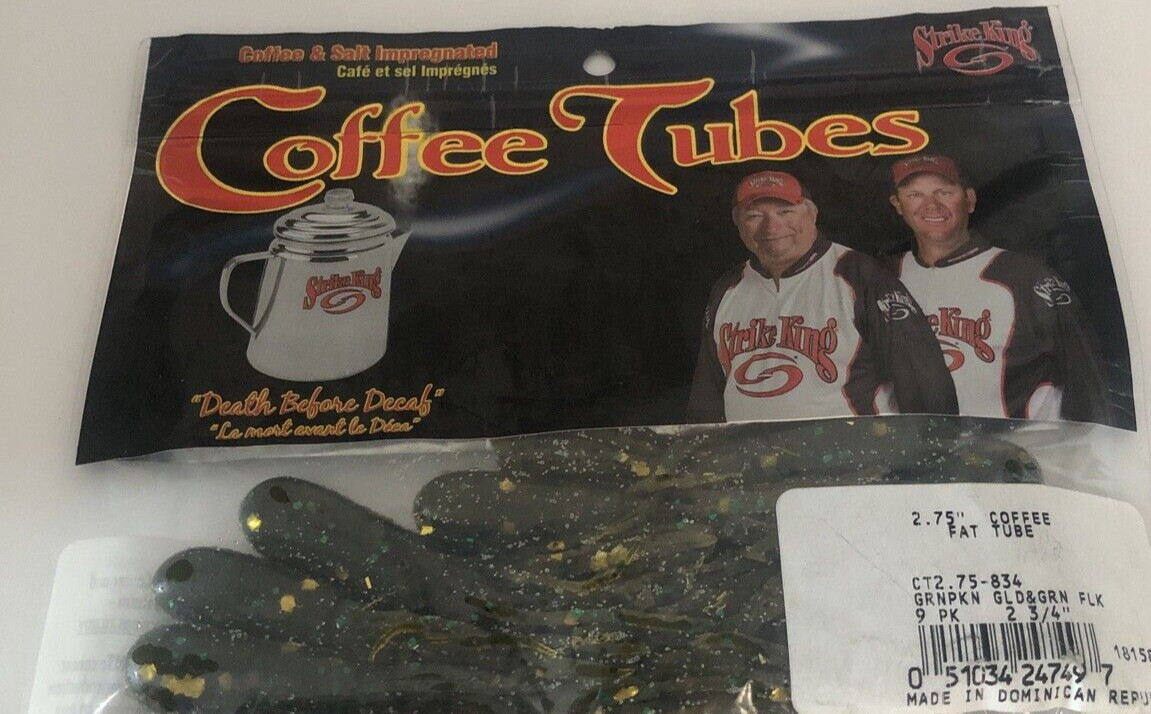 Coffee & Salt Impregnated
Café et sel Imprégnés
Strike King
Coffee Tubes
Strike King
Strike King
Strike King
"Death Before Decaf"
"La mort avant le Déca"
2.75" COFFEE
FAT TUBE
CT2.75-834
GRNPKN GLD&GRN FLK
9 PK 2 3/4"
1815
0 51034 24749 7
MADE IN DOMINICAN REPU